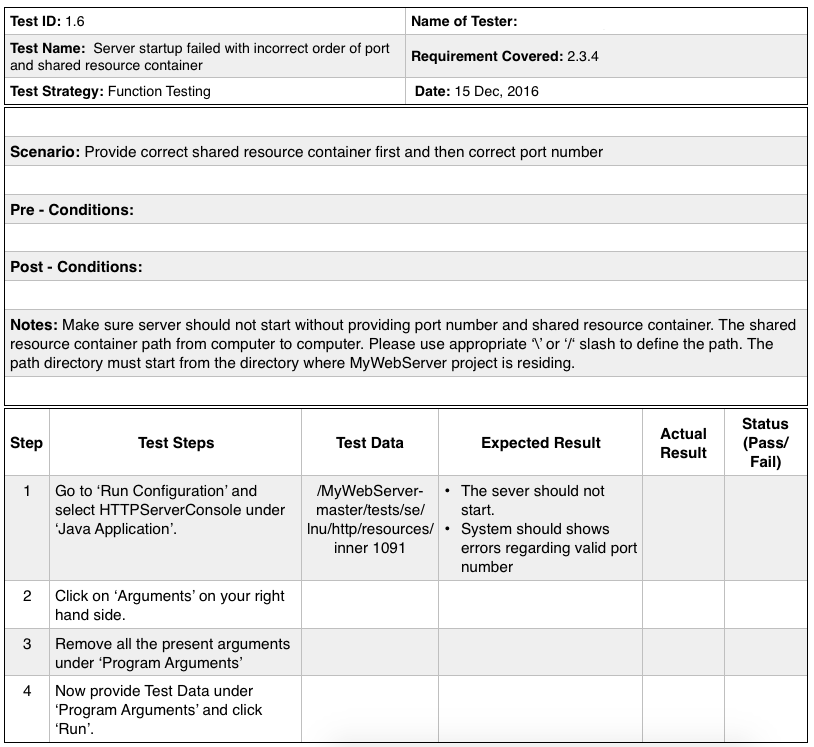 Test ID: 1.6
Name of Tester:
Test Name:  Server startup failed with incorrect order of port
and shared resource container
Requirement Covered: 2.3.4
Test Strategy: Function Testing
Date: 15 Dec, 2016
Scenario: Provide correct shared resource container first and then correct port number
Pre - Conditions:
Post - Conditions:
Notes: Make sure server should not start without providing port number and shared resource container. The shared
resource container path from computer to computer. Please use appropriate ‘\’ or ‘/‘ slash to define the path. The
path directory must start from the directory where MyWebServer project is residing.
Step
Test Steps
Test Data
Expected Result
Actual
Result
Status
(Pass/
Fail)
1
Go to ‘Run Configuration’ and
select HTTPServerConsole under
‘Java Application’.
/MyWebServer-
master/tests/se/
lnu/http/resources/
inner 1091
• The sever should not
start.
• System should shows
errors regarding valid port
number
2
Click on ‘Arguments’ on your right
hand side.
3
Remove all the present arguments
under ‘Program Arguments’
4
Now provide Test Data under
‘Program Arguments’ and click
‘Run’.